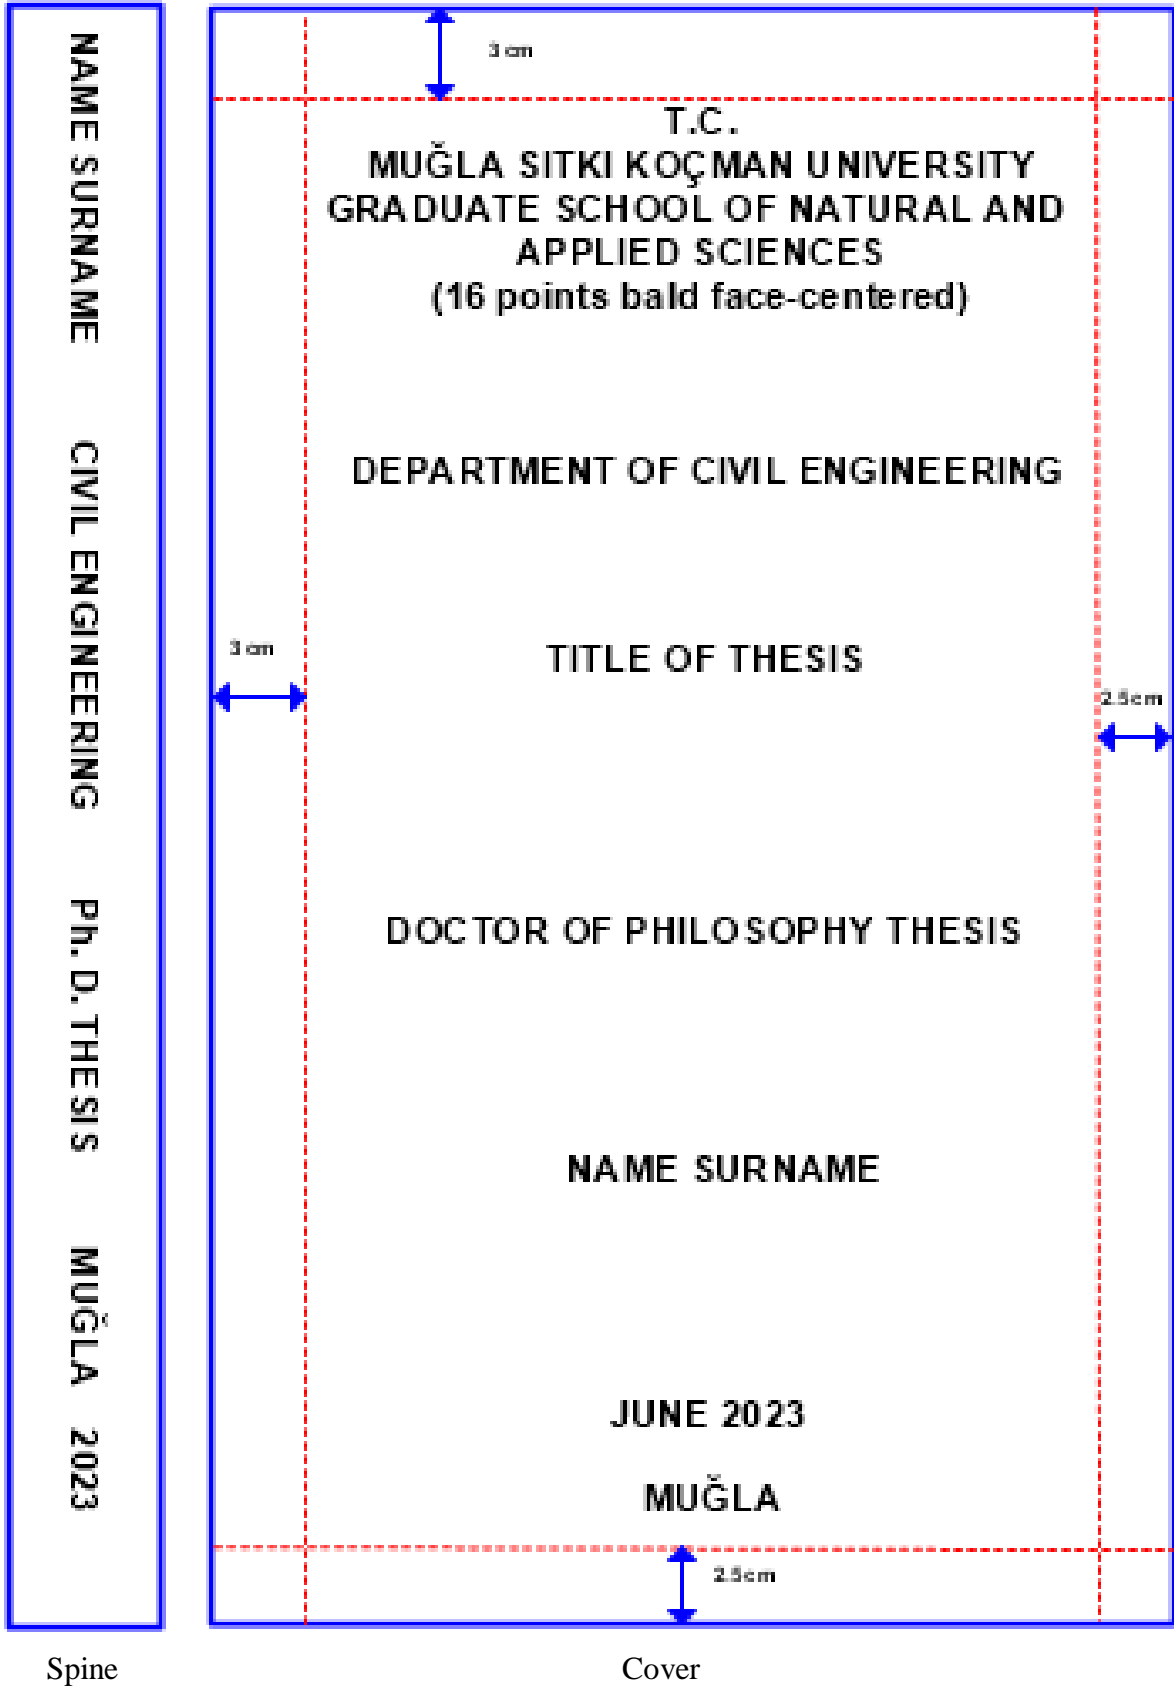 NAME SURNAME CIVIL ENGINEERING Ph. D. THESIS MUĞLA 2023
3 cm
T.C.
MUĞLA SITKI KOÇMAN UNIVERSITY
GRADUATE SCHOOL OF NATURAL AND
APPLIED SCIENCES
(16 points bald face-centered)
DEPARTMENT OF CIVIL ENGINEERING
3 cm
TITLE OF THESIS
2.5cm
DOCTOR OF PHILOSOPHY THESIS
NAME SURNAME
JUNE 2023
MUĞLA
2.5cm
Spine
Cover